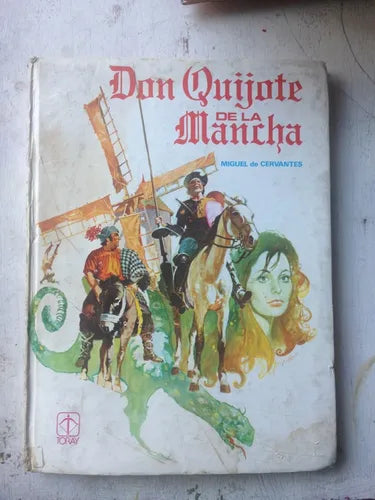 Don Quijote
DE LA
Mancha
MIGUEL de CERVANTES
TORAY